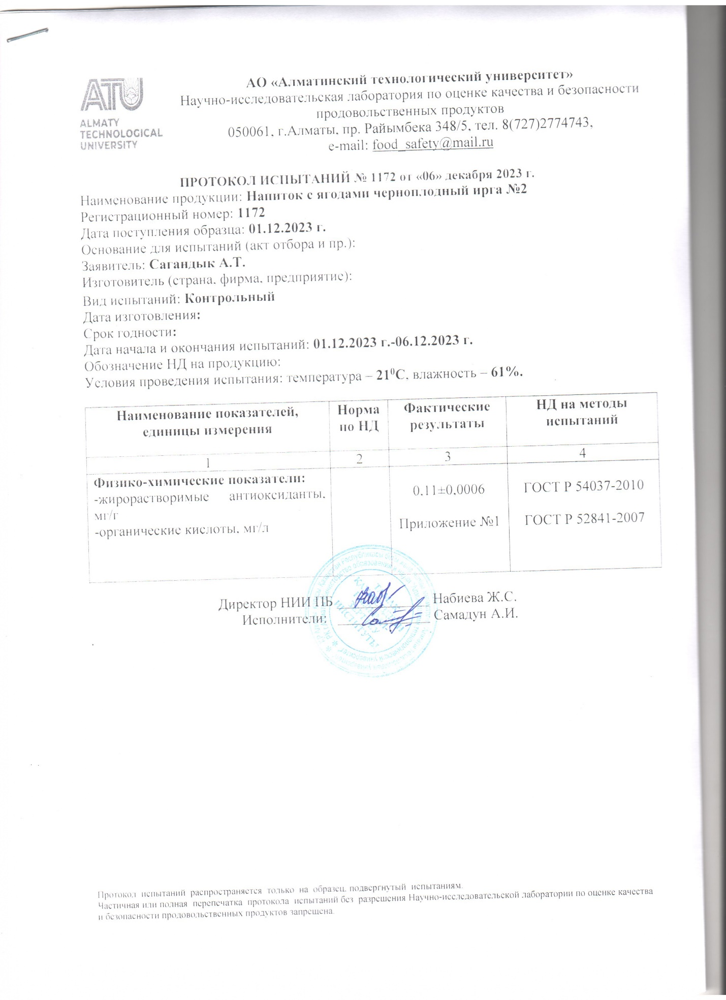 ATU
ALMATY
TECHNOLOGICAL
UNIVERSITY
АО «Алматинский технологический университет»
Научно-исследовательская лаборатория по оценке качества и безопасности
продовольственных продуктов
050061, г.Алматы, пр. Райымбека 348/5, тел. 8(727)2774743,
e-mail: food_safety@mail.ru
ПРОТОКОЛ ИСПЫТАНИЙ № 1172 от «06» декабря 2023 г.
Наименование продукции: Напиток с ягодами черноплодный ирга №2
Регистрационный номер: 1172
Дата поступления образца: 01.12.2023 г.
Основание для испытаний (акт отбора и пр.):
Заявитель: Сагандык А.Т.
Изготовитель (страна, фирма, предприятие):
Вид испытаний: Контрольный
Дата изготовления:
Срок годности:
Дата начала и окончания испытаний: 01.12.2023 г.-06.12.2023 г.
Обозначение НД на продукцию:
Условия проведения испытания: температура – 21⁰С, влажность – 61%.
Наименование показателей, Норма Фактические НД на методы
единицы измерения по НД результаты испытаний
1 2 3 4
Физико-химические показатели:
-жирорастворимые антиоксиданты, 0,11±0,0006 ГОСТ Р 54037-2010
мг/г
-органические кислоты, мг/л Приложение №1 ГОСТ Р 52841-2007
Директор НИИ ПБ Набиева Ж.С.
Исполнители: Самадун А.И.
ИНСТИТУТЫ
Протокол испытаний распространяется только на образец, подвергнутый испытаниям.
Частичная или полная перепечатка протокола испытаний без разрешения Научно-исследовательской лаборатории по оценке качества
и безопасности продовольственных продуктов запрещена.